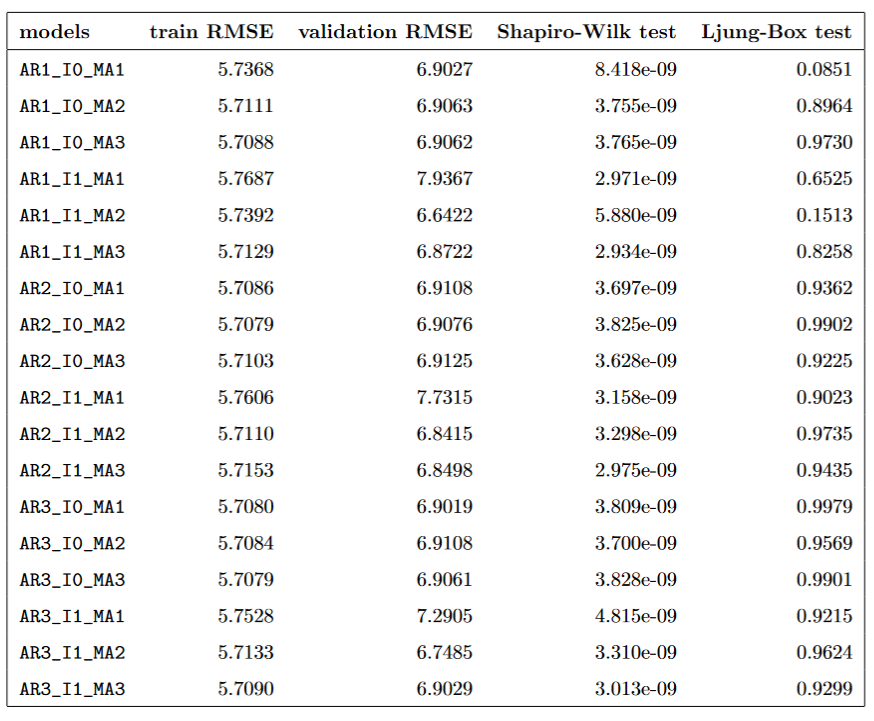 models train RMSE validation RMSE Shapiro-Wilk test Ljung-Box test
AR1_I0_MA1 5.7368 6.9027 8.418e-09 0.0851
AR1_I0_MA2 5.7111 6.9063 3.755e-09 0.8964
AR1_I0_MA3 5.7088 6.9062 3.765e-09 0.9730
AR1_I1_MA1 5.7687 7.9367 2.971e-09 0.6525
AR1_I1_MA2 5.7392 6.6422 5.880e-09 0.1513
AR1_I1_MA3 5.7129 6.8722 2.934e-09 0.8258
AR2_I0_MA1 5.7086 6.9108 3.697e-09 0.9362
AR2_I0_MA2 5.7079 6.9076 3.825e-09 0.9902
AR2_I0_MA3 5.7103 6.9125 3.628e-09 0.9225
AR2_I1_MA1 5.7606 7.7315 3.158e-09 0.9023
AR2_I1_MA2 5.7110 6.8415 3.298e-09 0.9735
AR2_I1_MA3 5.7153 6.8498 2.975e-09 0.9435
AR3_I0_MA1 5.7080 6.9019 3.809e-09 0.9979
AR3_I0_MA2 5.7084 6.9108 3.700e-09 0.9569
AR3_I0_MA3 5.7079 6.9061 3.828e-09 0.9901
AR3_I1_MA1 5.7528 7.2905 4.815e-09 0.9215
AR3_I1_MA2 5.7133 6.7485 3.310e-09 0.9624
AR3_I1_MA3 5.7090 6.9029 3.013e-09 0.9299